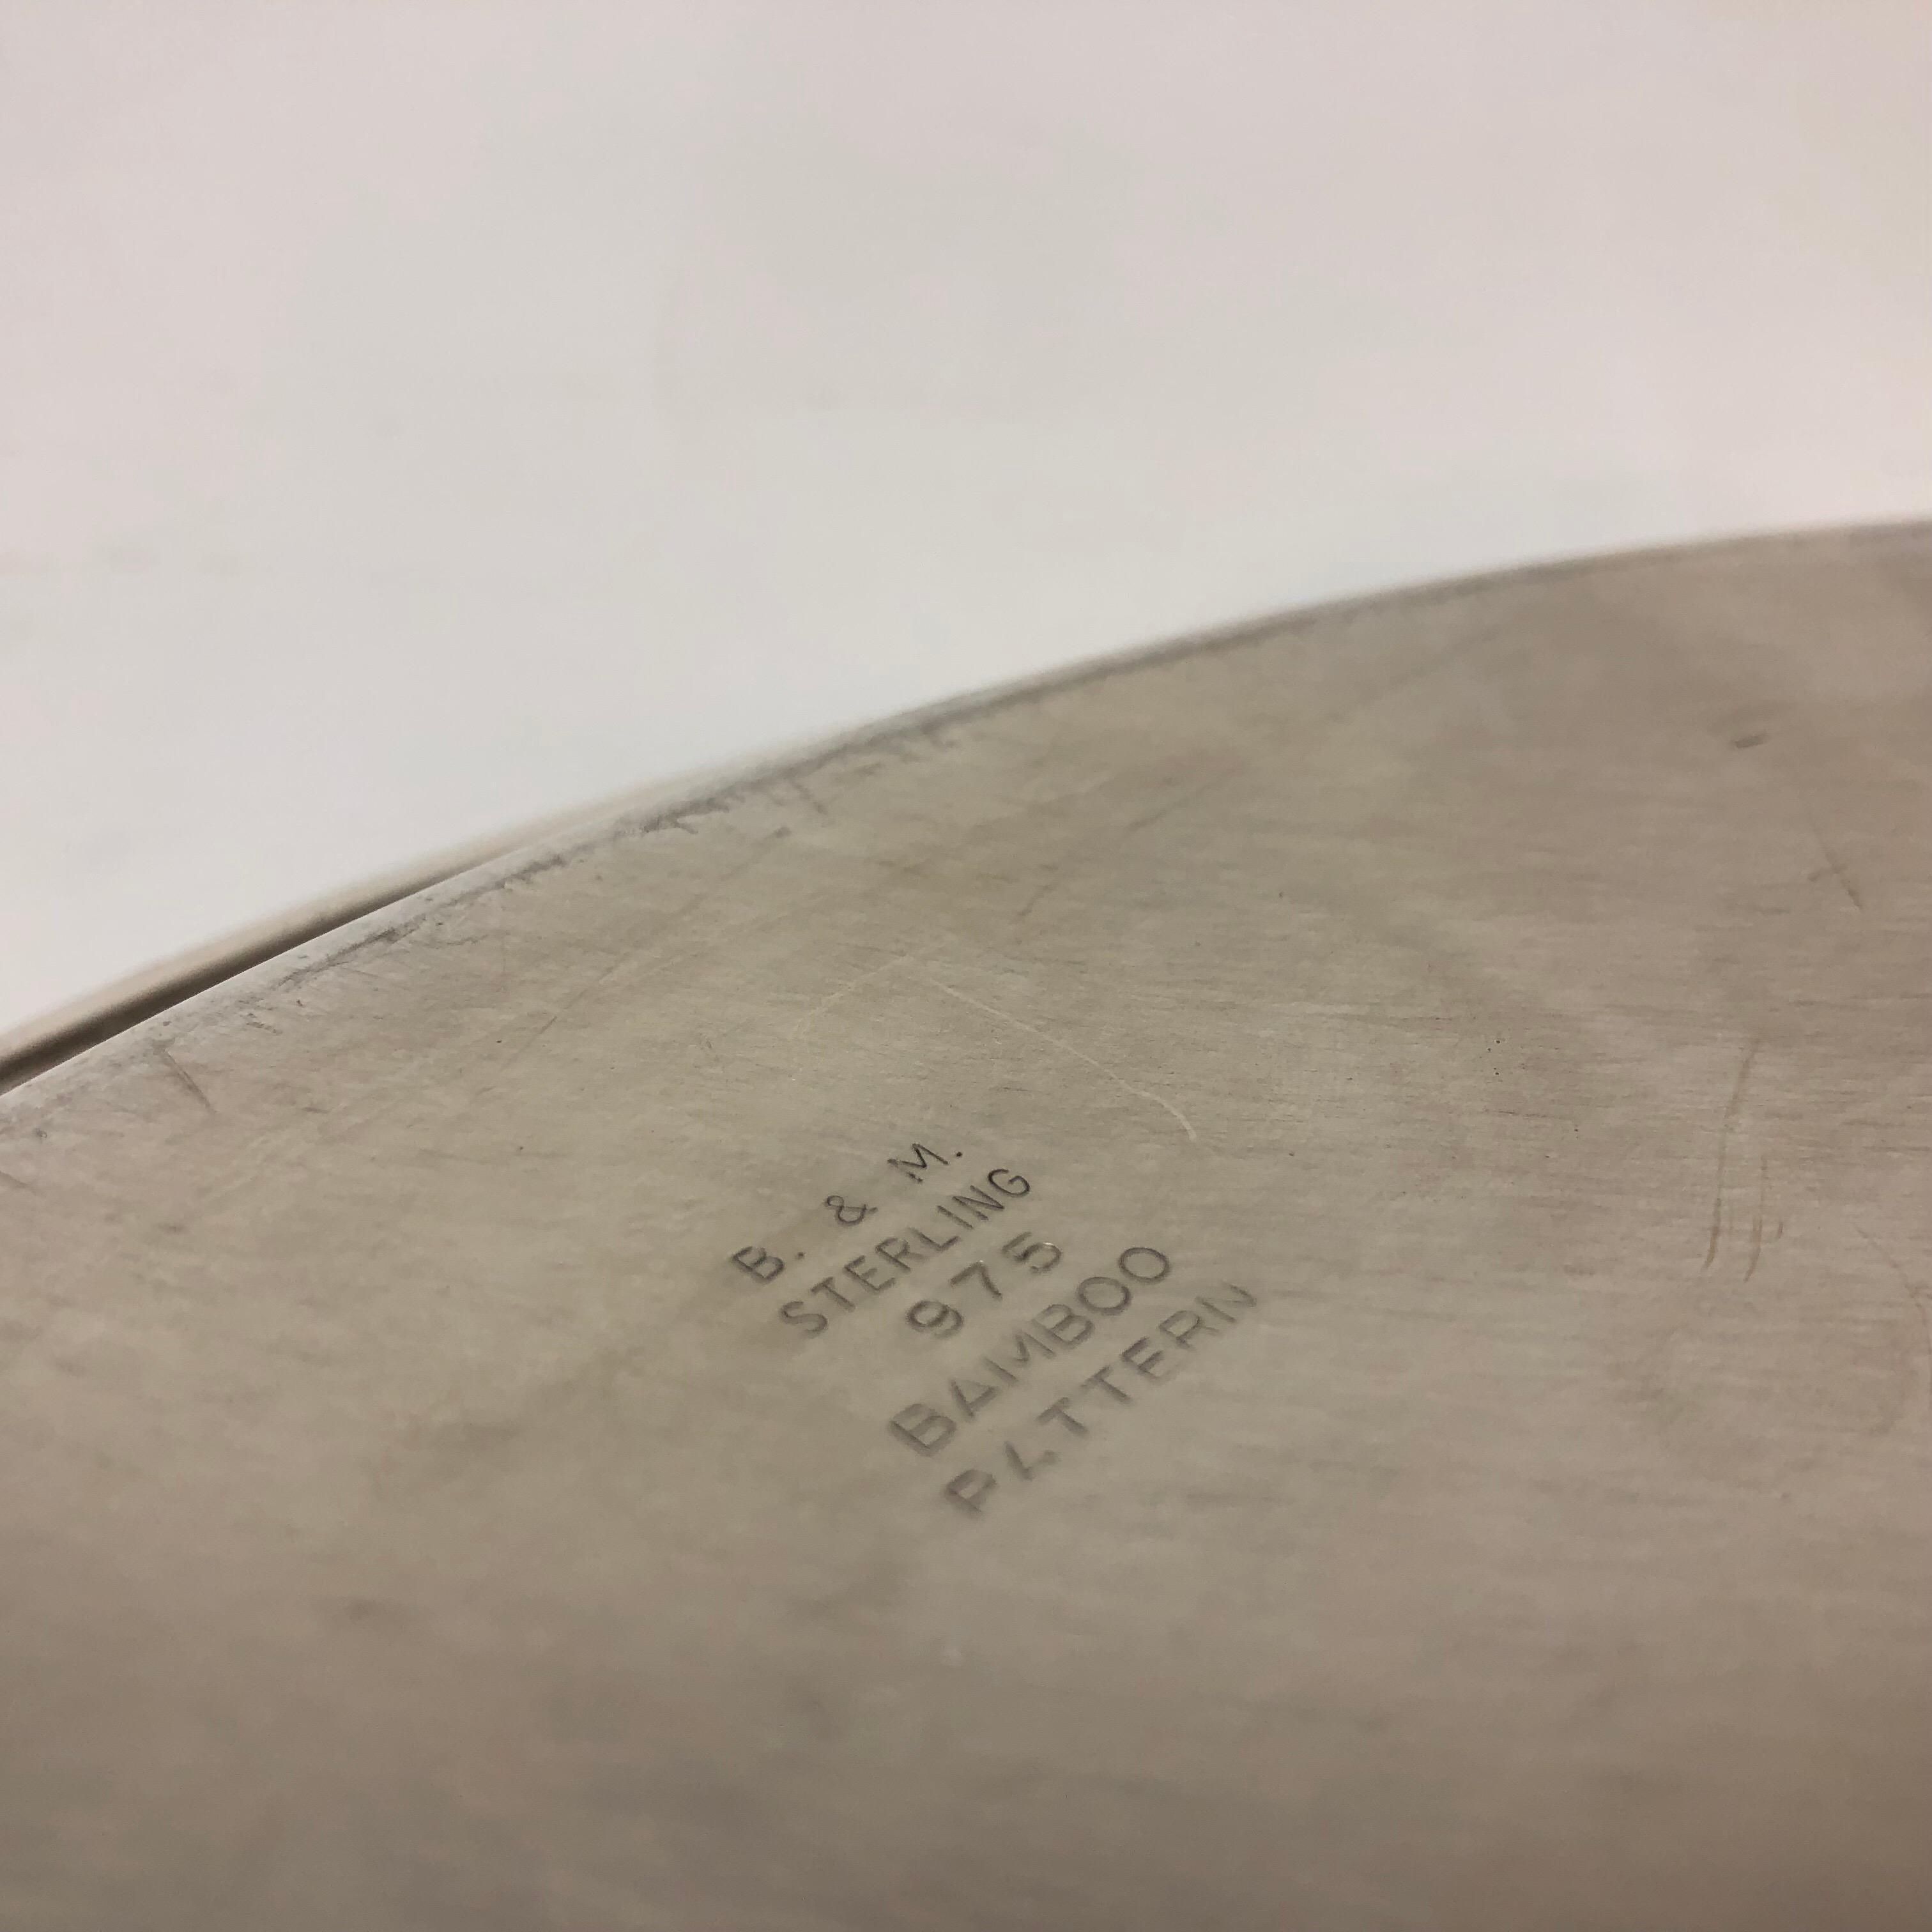 B. & M.
STERLING
975
BAMBOO
PATTERN